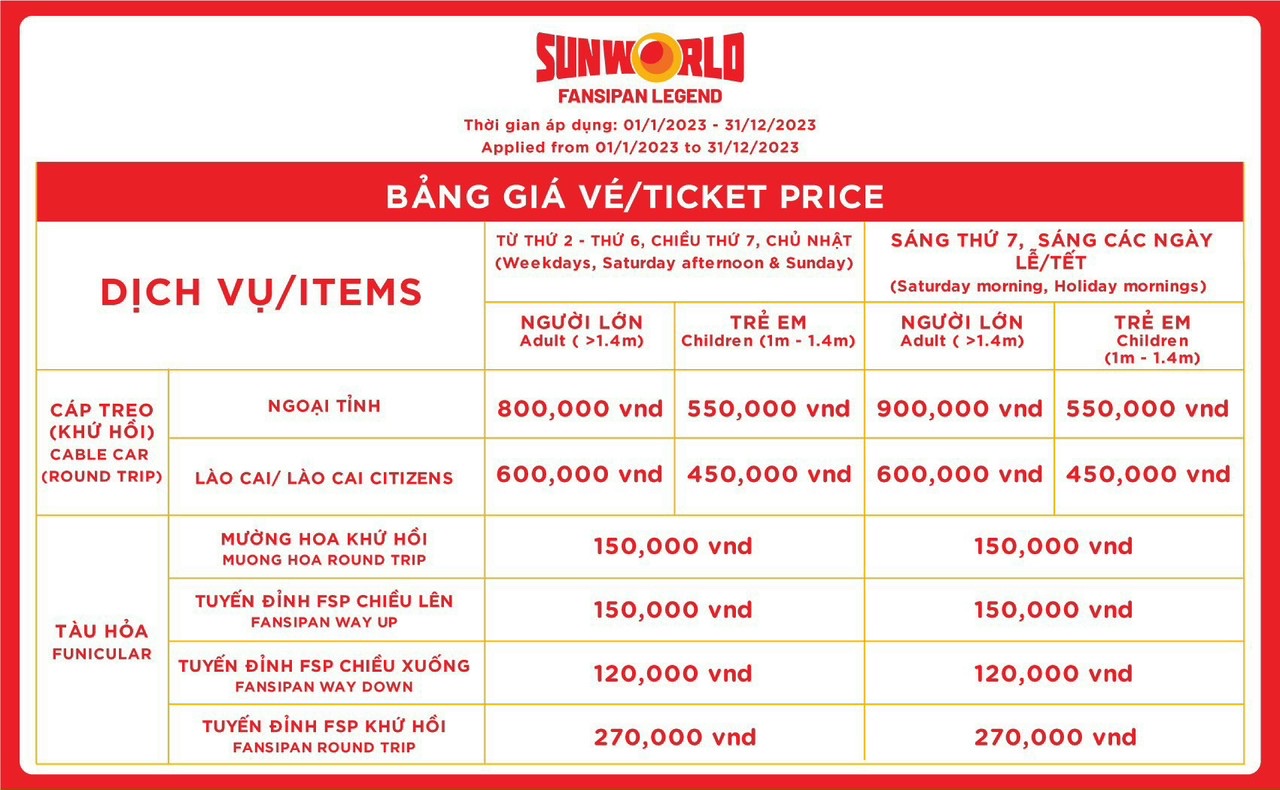 SUNWORLD
FANSIPAN LEGEND
Thời gian áp dụng: 01/1/2023 - 31/12/2023
Applied from 01/1/2023 to 31/12/2023
BẢNG GIÁ VÉ/TICKET PRICE
DỊCH VỤ/ITEMS
TỪ THỨ 2 - THỨ 6, CHIỀU THỨ 7, CHỦ NHẬT
(Weekdays, Saturday afternoon & Sunday)
SÁNG THỨ 7, SÁNG CÁC NGÀY
LỄ/TẾT
(Saturday morning, Holiday mornings)
NGƯỜI LỚN
Adult ( >1.4m)
TRẺ EM
Children (1m - 1.4m)
NGƯỜI LỚN
Adult ( >1.4m)
TRẺ EM
Children
(1m - 1.4m)
CÁP TREO
(KHỨ HỒI)
CABLE CAR
(ROUND TRIP)
NGOẠI TỈNH
800,000 vnd
550,000 vnd
900,000 vnd
550,000 vnd
LÀO CAI/ LÀO CAI CITIZENS
600,000 vnd
450,000 vnd
600,000 vnd
450,000 vnd
TÀU HỎA
FUNICULAR
MƯỜNG HOA KHỨ HỒI
MUONG HOA ROUND TRIP
150,000 vnd
150,000 vnd
TUYẾN ĐỈNH FSP CHIỀU LÊN
FANSIPAN WAY UP
150,000 vnd
150,000 vnd
TUYẾN ĐỈNH FSP CHIỀU XUỐNG
FANSIPAN WAY DOWN
120,000 vnd
120,000 vnd
TUYẾN ĐỈNH FSP KHỨ HỒI
FANSIPAN ROUND TRIP
270,000 vnd
270,000 vnd